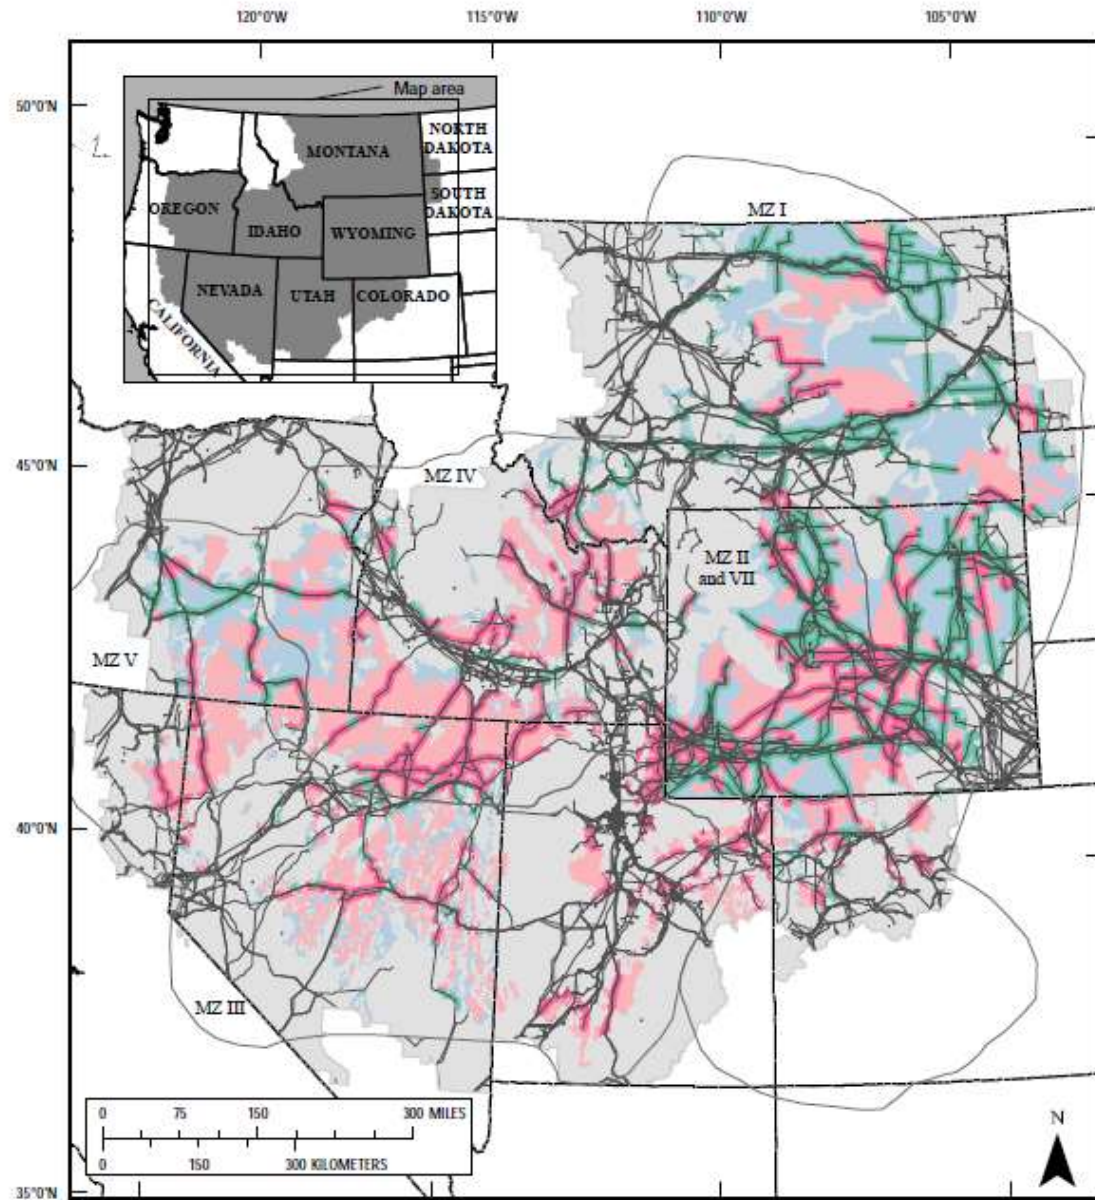 120°0'W
115°0'W
110°0'W
105°0'W
50°0'N
45°0'N
40°0'N
35°0'N
Map area
NORTH
DAKOTA
MONTANA
SOUTH
DAKOTA
OREGON
IDAHO
WYOMING
NEVADA
UTAH
COLORADO
CALIFORNIA
MZ I
MZ IV
MZ II
and VII
MZ V
MZ III
0 75 150 300 MILES
0 150 300 KILOMETERS
N